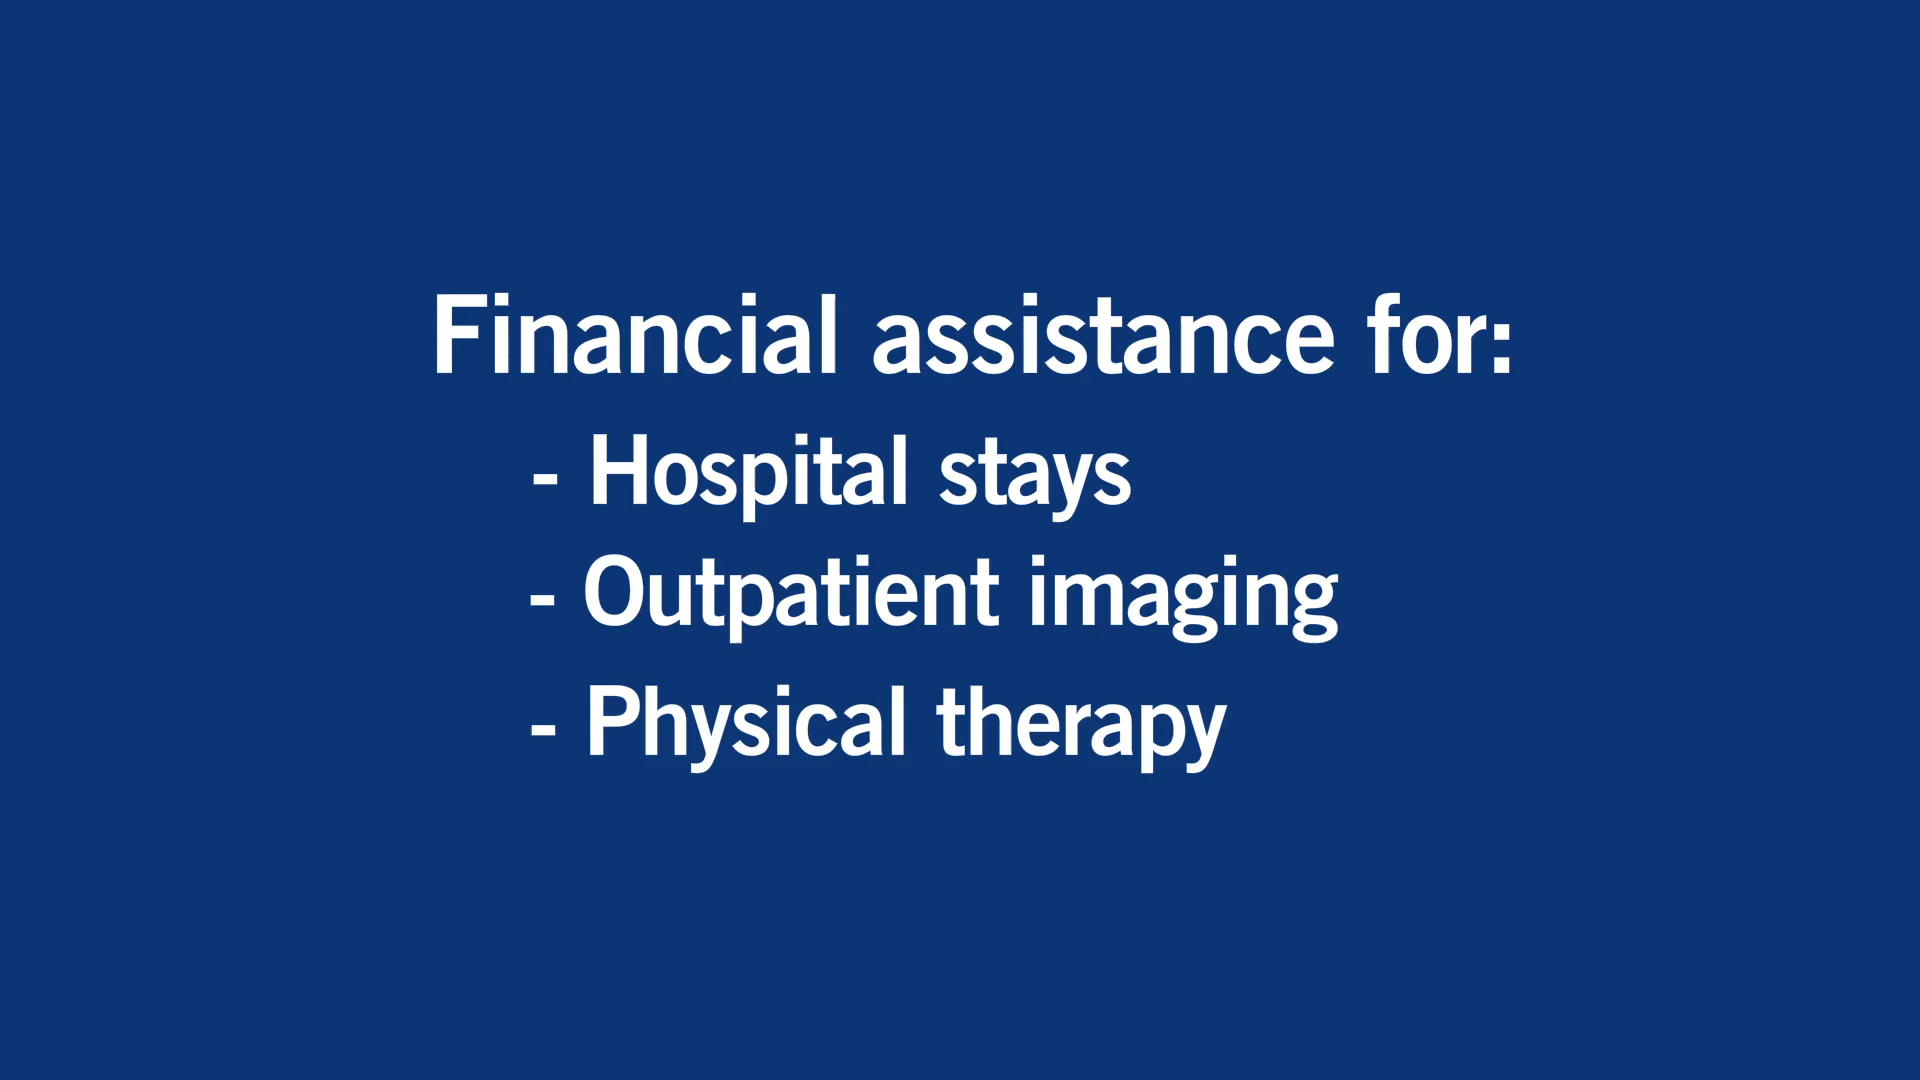 Financial assistance for:
- Hospital stays
- Outpatient imaging
- Physical therapy